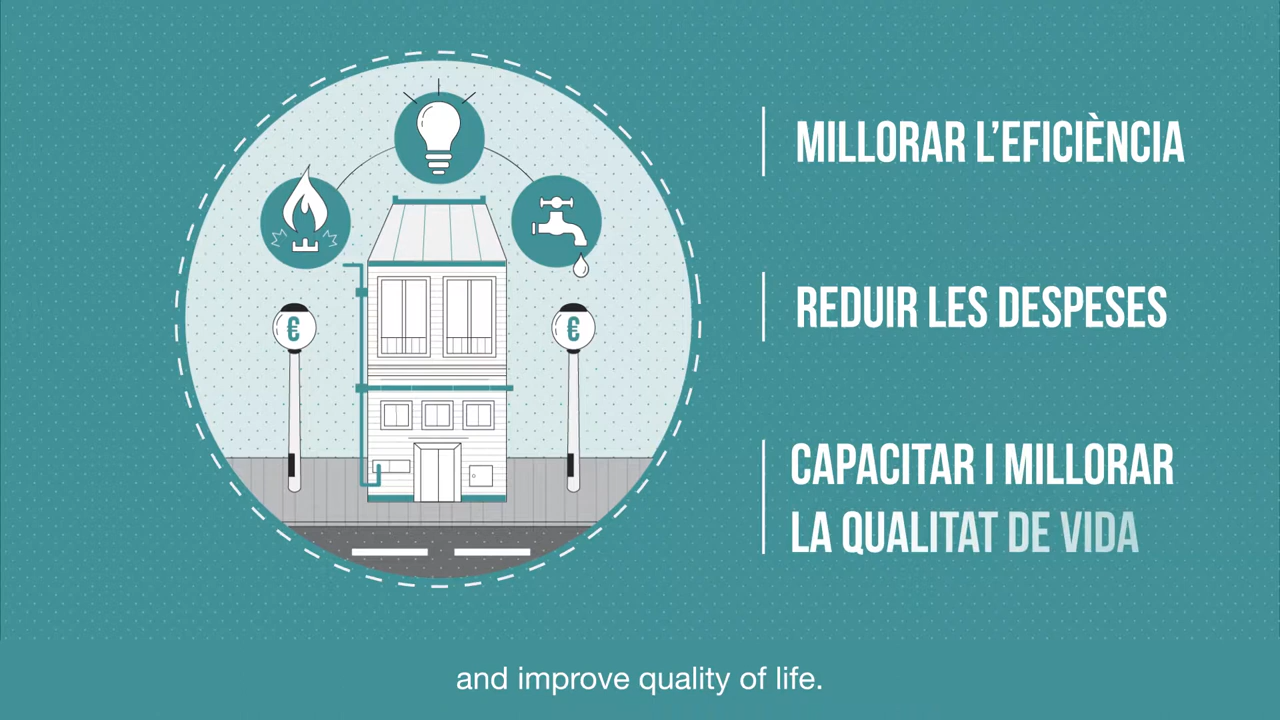 MILLORAR L'EFICIÈNCIA
REDUIR LES DESPESES
€
€
CAPACITAR I MILLORAR
LA QUALITAT DE VIDA
and improve quality of life.